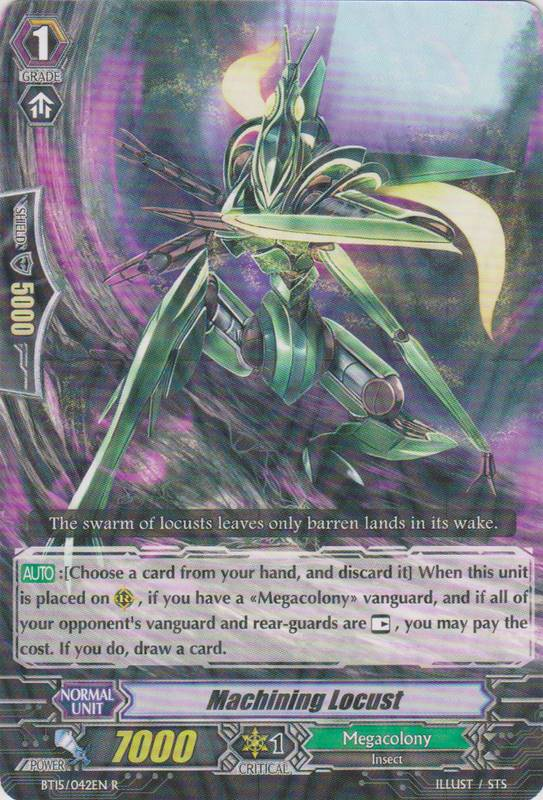 1
GRADE
SHIELD
5000
The swarm of locusts leaves only barren lands in its wake.
AUTO :[Choose a card from your hand, and discard it] When this unit
is placed on R , if you have a «Megacolony» vanguard, and if all of
your opponent's vanguard and rear-guards are , you may pay the
cost. If you do, draw a card.
NORMAL
UNIT
Machining Locust
POWER
7000
1
CRITICAL
Megacolony
Insect
BT15/042EN R
ILLUST / STS